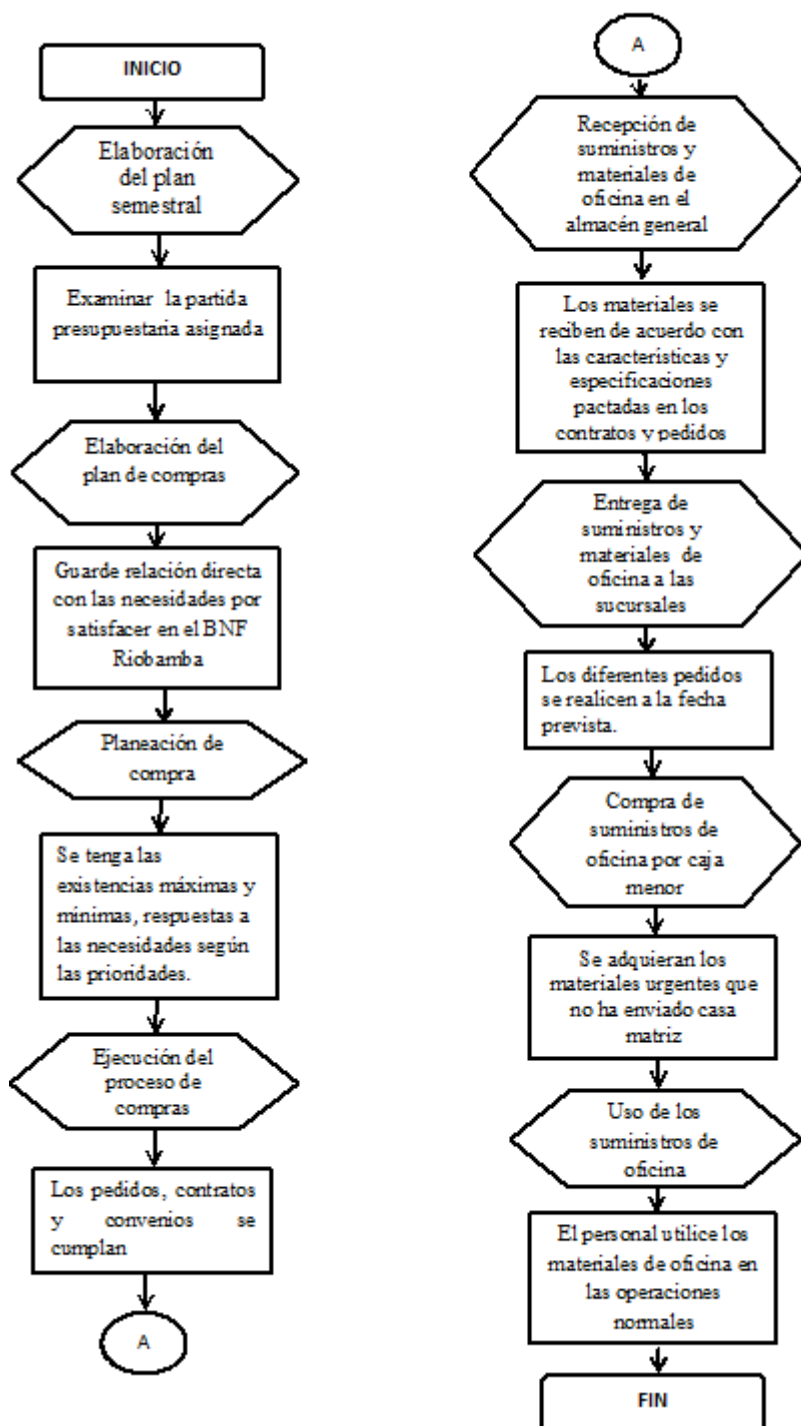 INICIO
Elaboración
del plan
semestral
Examinar la partida
presupuestaria asignada
Elaboración del
plan de compras
Guarde relación directa
con las necesidades por
satisfacer en el BNF
Riobamba
Planeación de
compra
Se tenga las
existencias máximas y
mínimas, respuestas a
las necesidades según
las prioridades.
Ejecución del
proceso de
compras
Los pedidos, contratos
y convenios se
cumplan
A
A
Recepción de
suministros y
materiales de
oficina en el
almacén general
Los materiales se
reciben de acuerdo con
las características y
especificaciones
pactadas en los
contratos y pedidos
Entrega de
suministros y
materiales de
oficina a las
sucursales
Los diferentes pedidos
se realicen a la fecha
prevista.
Compra de
suministros de
oficina por caja
menor
Se adquieran los
materiales urgentes que
no ha enviado casa
matriz
Uso de los
suministros de
oficina
El personal utilice los
materiales de oficina en
las operaciones
normales
FIN